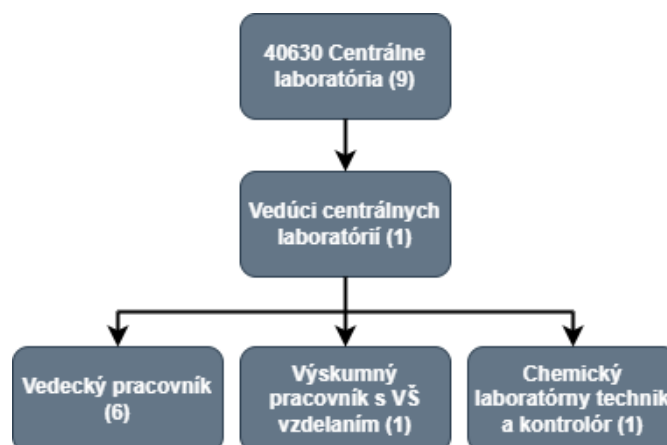 40630 Centrálne
laboratória (9)
Vedúci centrálnych
laboratórií (1)
Vedecký pracovník
(6)
Výskumný
pracovník s VŠ
vzdelaním (1)
Chemický
laboratórny technik
a kontrolór (1)